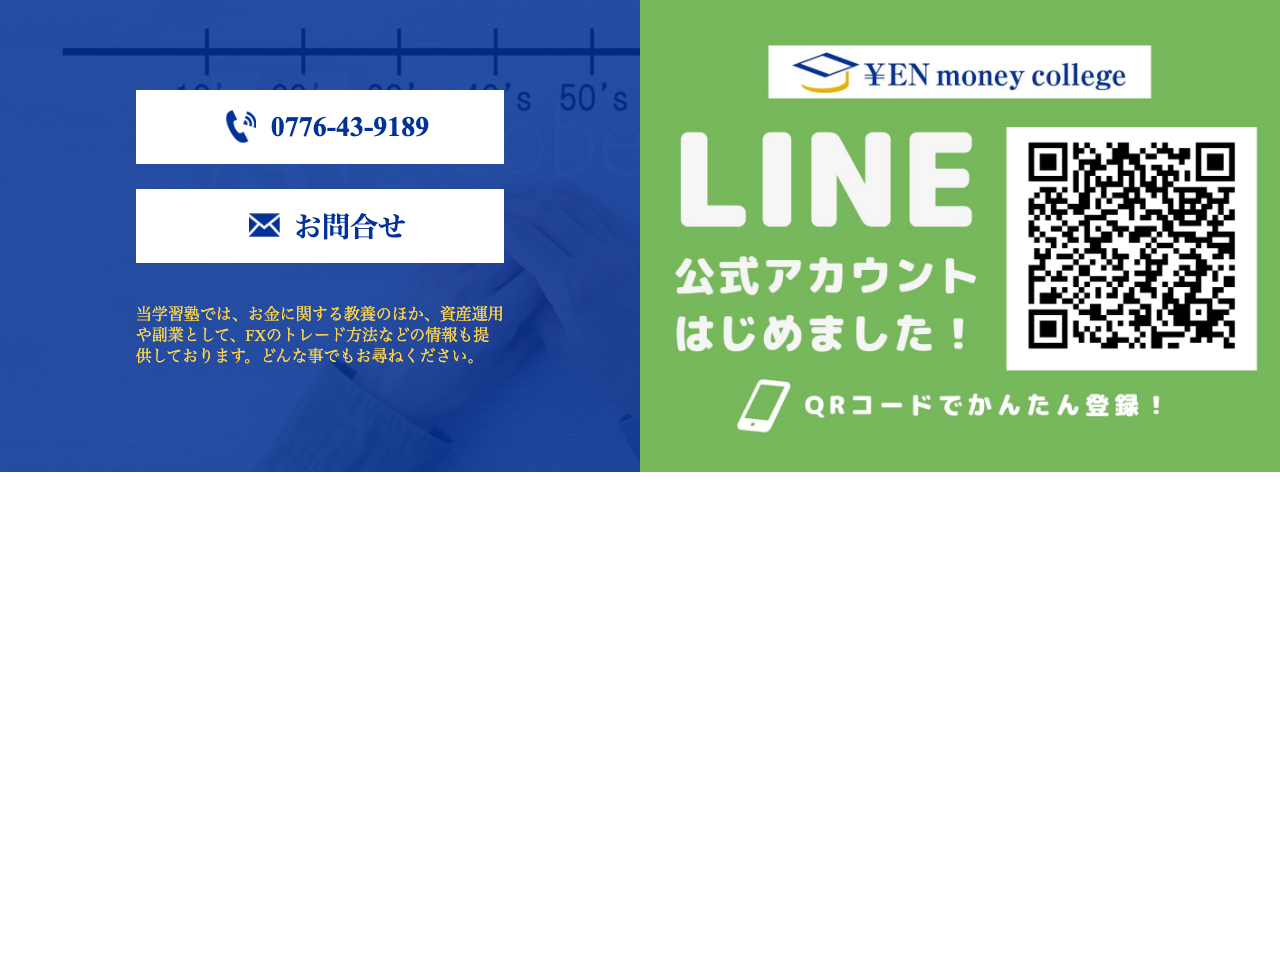 10's 20's 30's 40's 50's
0776-43-9189
お問合せ
当学習塾では、お金に関する教養のほか、資産運用
や副業として、FXのトレード方法などの情報も提
供しております。どんな事でもお尋ねください。
¥EN money college
LINE
公式アカウント
はじめました！
QRコードでかんたん登録！